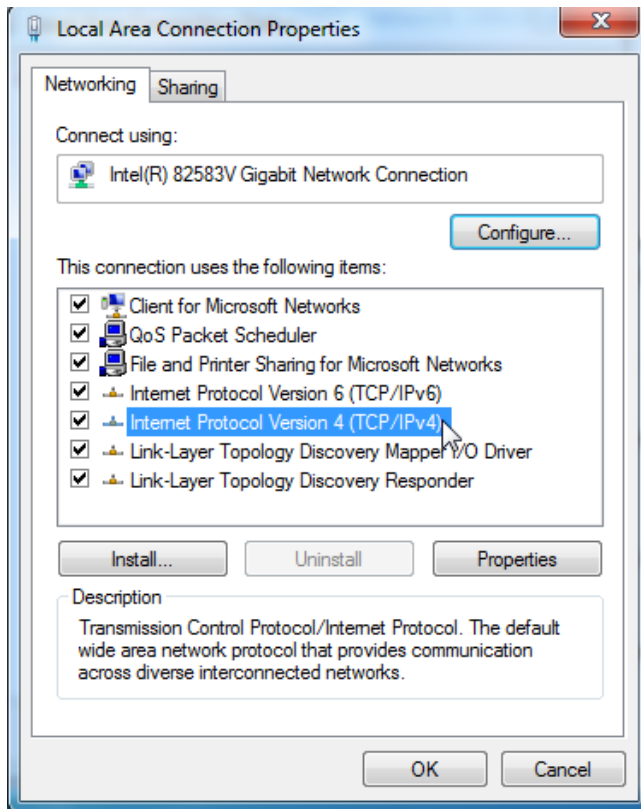 Local Area Connection Properties
X
Networking
Sharing
Connect using:
Intel(R) 82583V Gigabit Network Connection
Configure...
This connection uses the following items:
Client for Microsoft Networks
QoS Packet Scheduler
File and Printer Sharing for Microsoft Networks
Internet Protocol Version 6 (TCP/IPv6)
Internet Protocol Version 4 (TCP/IPv4)
Link-Layer Topology Discovery Mapper I/O Driver
Link-Layer Topology Discovery Responder
Install...
Uninstall
Properties
Description
Transmission Control Protocol/Internet Protocol. The default
wide area network protocol that provides communication
across diverse interconnected networks.
OK
Cancel